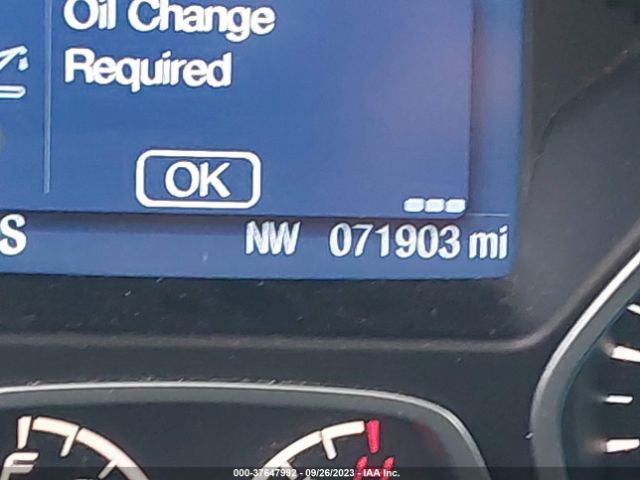 Oil Change
Required
OK
S NW 071903 mi
F H
000-37647992 - 09/26/2023 - IAA Inc.